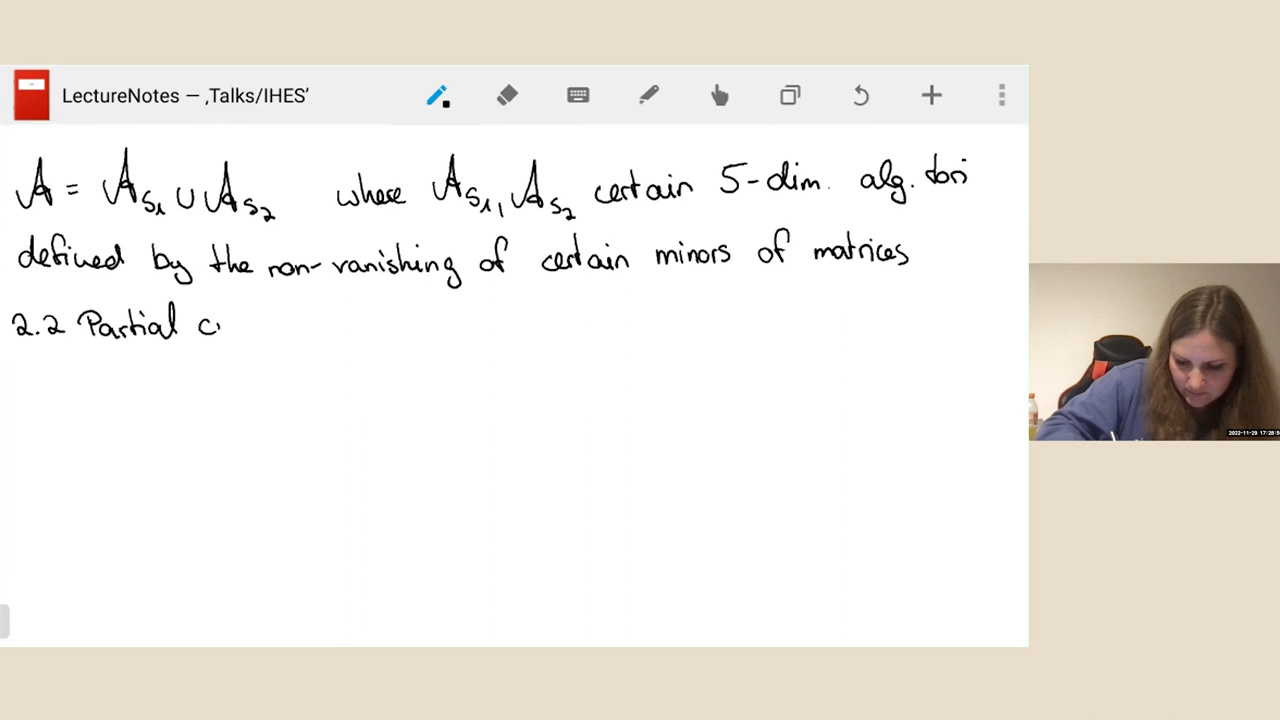 LectureNotes — ‚Talks/IHES‘
A = A_{S_1} ∪ A_{S_2} where A_{S_1}, A_{S_2} certain 5-dim. alg. tori
defined by the non-vanishing of certain minors of matrices
2.2 Partial c